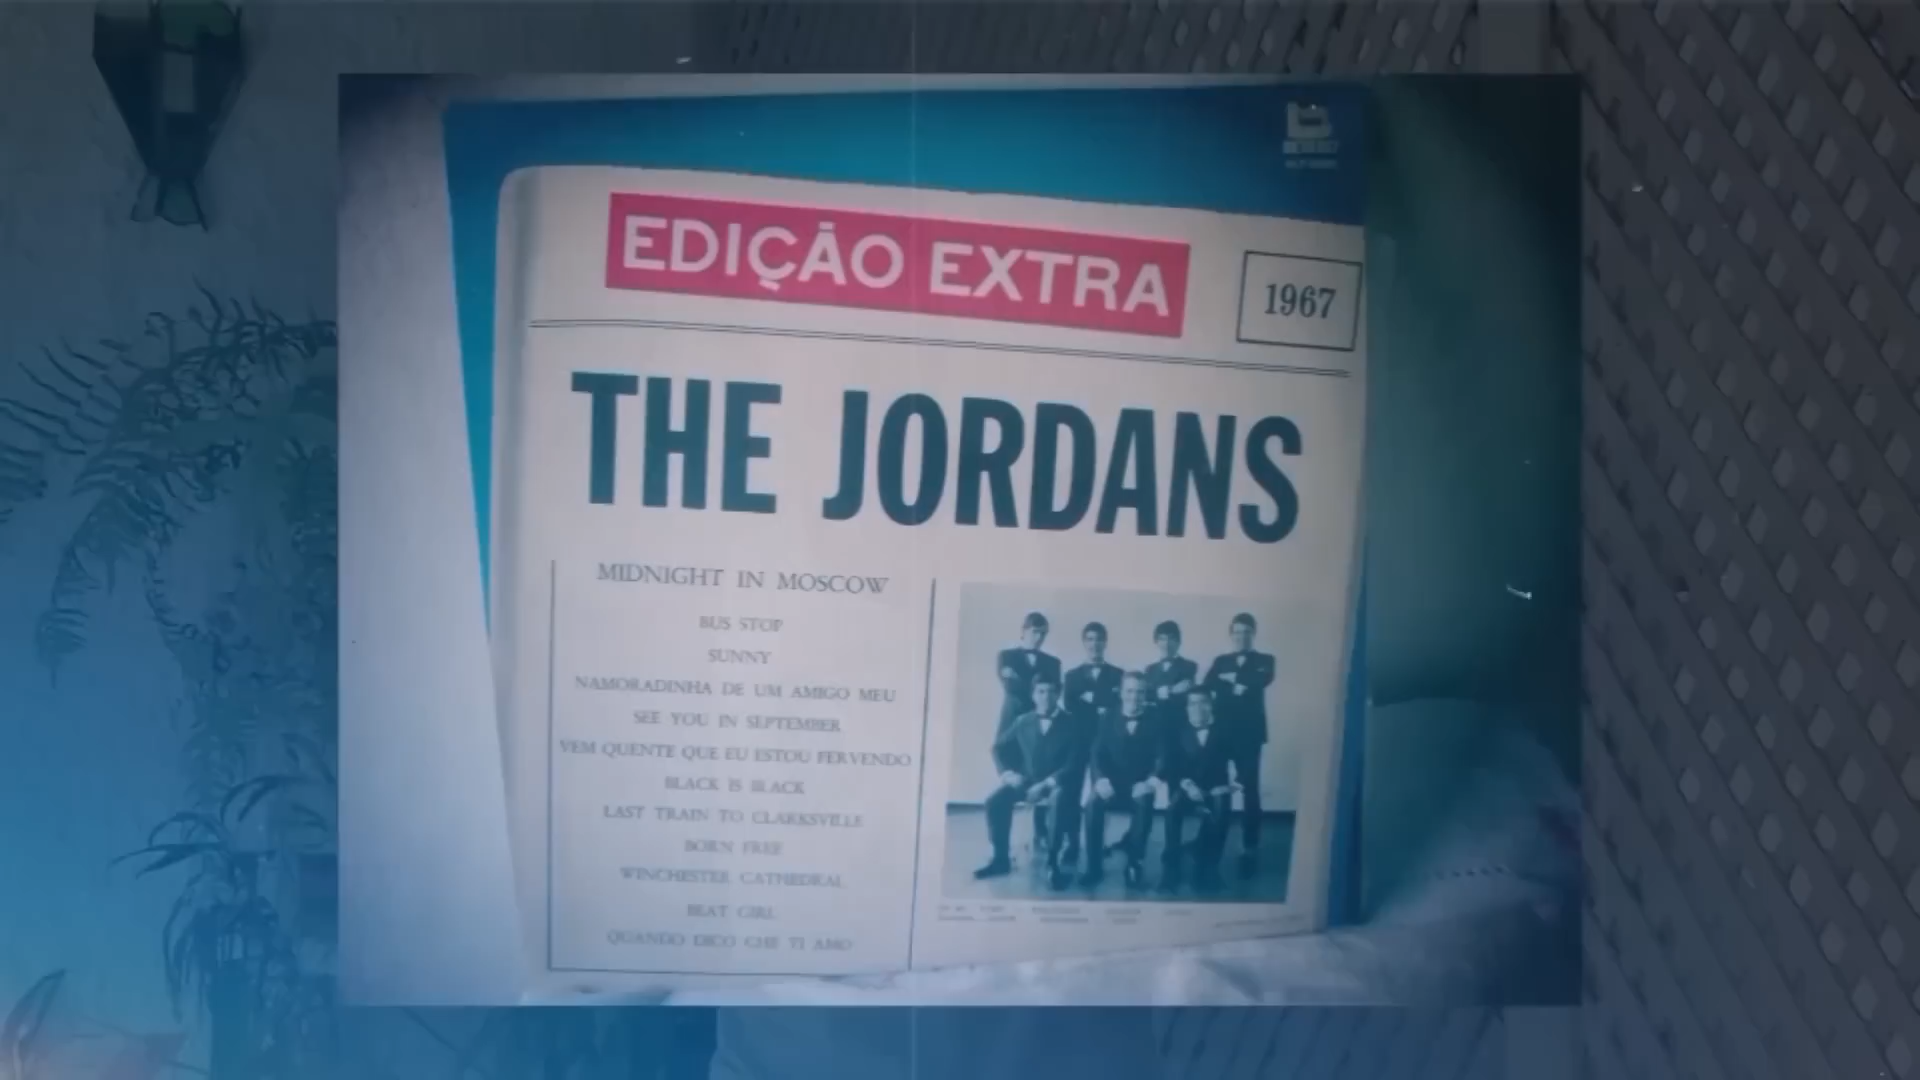 EDIÇÃO EXTRA
1967
THE JORDANS
MIDNIGHT IN MOSCOW
BUS STOP
SUNNY
NAMORADINHA DE UM AMIGO MEU
SEE YOU IN SEPTEMBER
VEM QUENTE QUE EU ESTOU FERVENDO
BLACK IS BLACK
LAST TRAIN TO CLARKSVILLE
BORN FREE
WINCHESTER CATHEDRAL
BEAT GIRL
QUANDO DICO CHE TI AMO